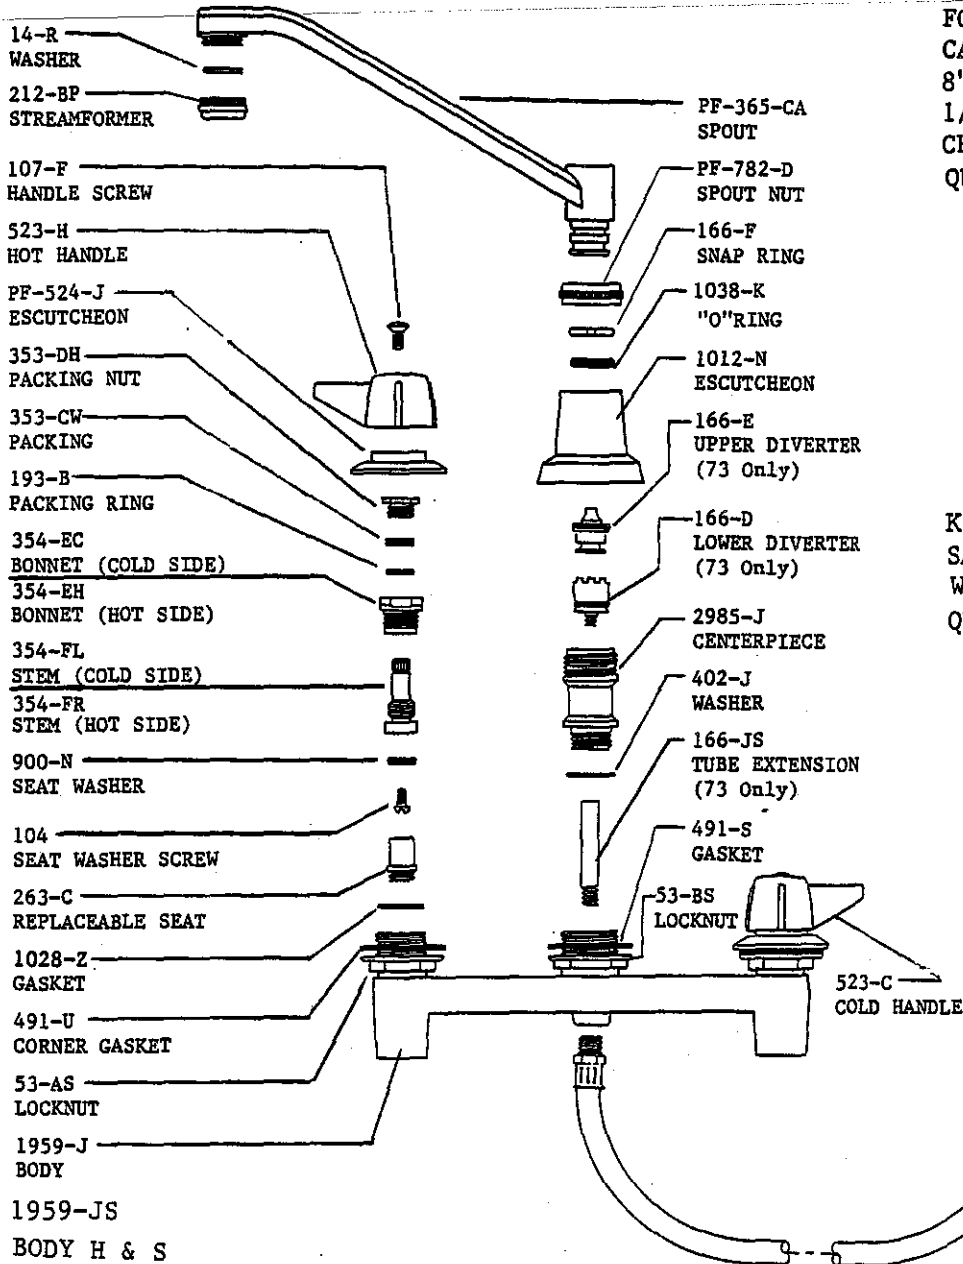 14-R
WASHER
212-BP
STREAMFORMER
107-F
HANDLE SCREW
523-H
HOT HANDLE
PF-524-J
ESCUTCHEON
353-DH
PACKING NUT
353-CW
PACKING
193-B
PACKING RING
354-EC
BONNET (COLD SIDE)
354-EH
BONNET (HOT SIDE)
354-FL
STEM (COLD SIDE)
354-FR
STEM (HOT SIDE)
900-N
SEAT WASHER
104
SEAT WASHER SCREW
263-C
REPLACEABLE SEAT
1028-Z
GASKET
491-U
CORNER GASKET
53-AS
LOCKNUT
1959-J
BODY
1959-JS
BODY H & S
PF-365-CA
SPOUT
PF-782-D
SPOUT NUT
166-F
SNAP RING
1038-K
"O"RING
1012-N
ESCUTCHEON
166-E
UPPER DIVERTER
(73 Only)
166-D
LOWER DIVERTER
(73 Only)
2985-J
CENTERPIECE
402-J
WASHER
166-JS
TUBE EXTENSION
(73 Only)
491-S
GASKET
53-BS
LOCKNUT
523-C
COLD HANDLE
8"